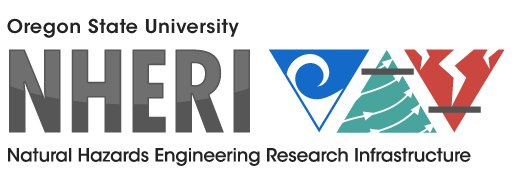 Oregon State University
NHERI
Natural Hazards Engineering Research Infrastructure